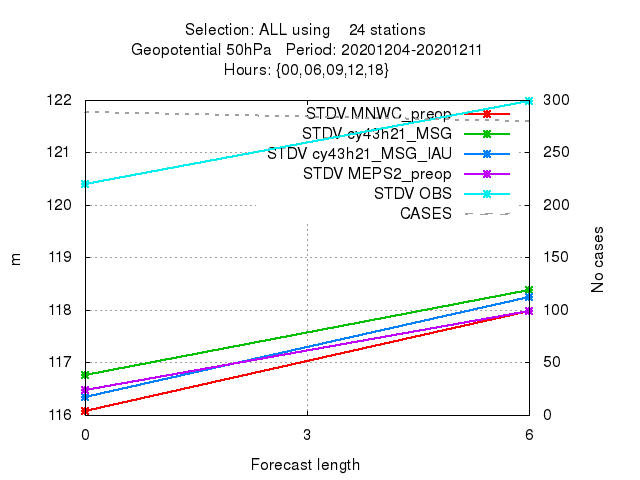 Selection: ALL using 24 stations
Geopotential 50hPa Period: 20201204-20201211
Hours: {00,06,09,12,18}
122 STDV MNWC_preop 300
STDV cy43h21_MSG
121 STDV cy43h21_MSG_IAU 250
STDV MEPS2_preop
120 STDV OBS 200
CASES
119 150
118 100
117 50
116 0
0 3 6
m
No cases
Forecast length